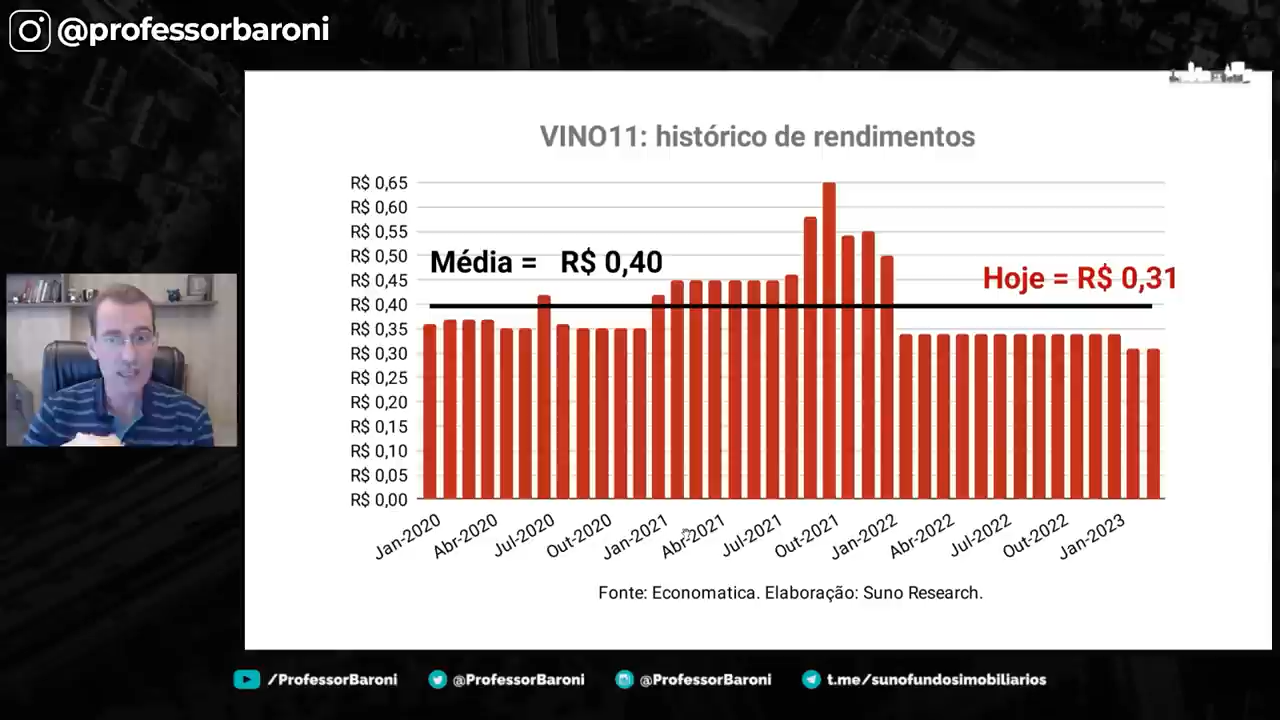 @professorbaroni
VINO11: histórico de rendimentos
R$ 0,65
R$ 0,60
R$ 0,55
R$ 0,50
R$ 0,45
R$ 0,40
R$ 0,35
R$ 0,30
R$ 0,25
R$ 0,20
R$ 0,15
R$ 0,10
R$ 0,05
R$ 0,00
Média = R$ 0,40
Hoje = R$ 0,31
Jan-2020
Abr-2020
Jul-2020
Out-2020
Jan-2021
Abr-2021
Jul-2021
Out-2021
Jan-2022
Abr-2022
Jul-2022
Out-2022
Jan-2023
Fonte: Economatica. Elaboração: Suno Research.
/ProfessorBaroni @ProfessorBaroni @ProfessorBaroni t.me/sunofundosimobiliarios